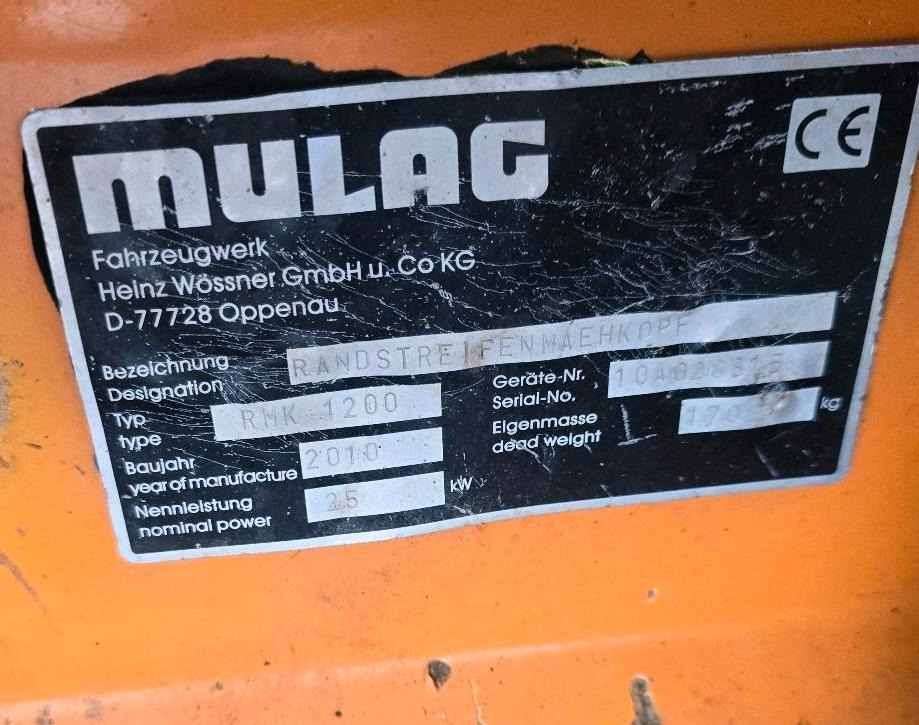 MULAG
CE
Fahrzeugwerk
Heinz Wössner GmbH u. Co KG
D-77728 Oppenau
Bezeichnung
Designation
RANDSTREIFENMAEHKOPF
Typ
type
RMK 1200
Geräte-Nr.
Serial-No.
Baujahr
year of manufacture
2010
Eigenmasse
dead weight
170 kg
Nennleistung
nominal power
25 kW